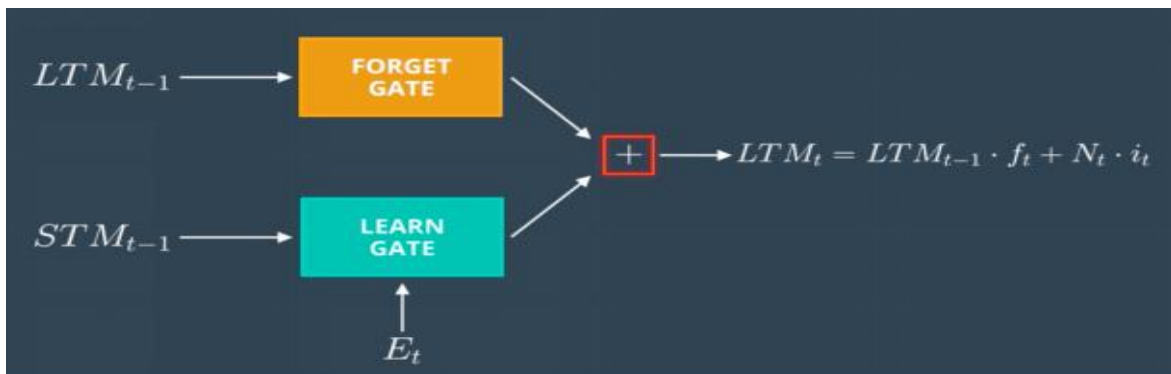 LTM_{t-1}
FORGET
GATE
+
LTM_t = LTM_{t-1} · f_t + N_t · i_t
STM_{t-1}
LEARN
GATE
E_t